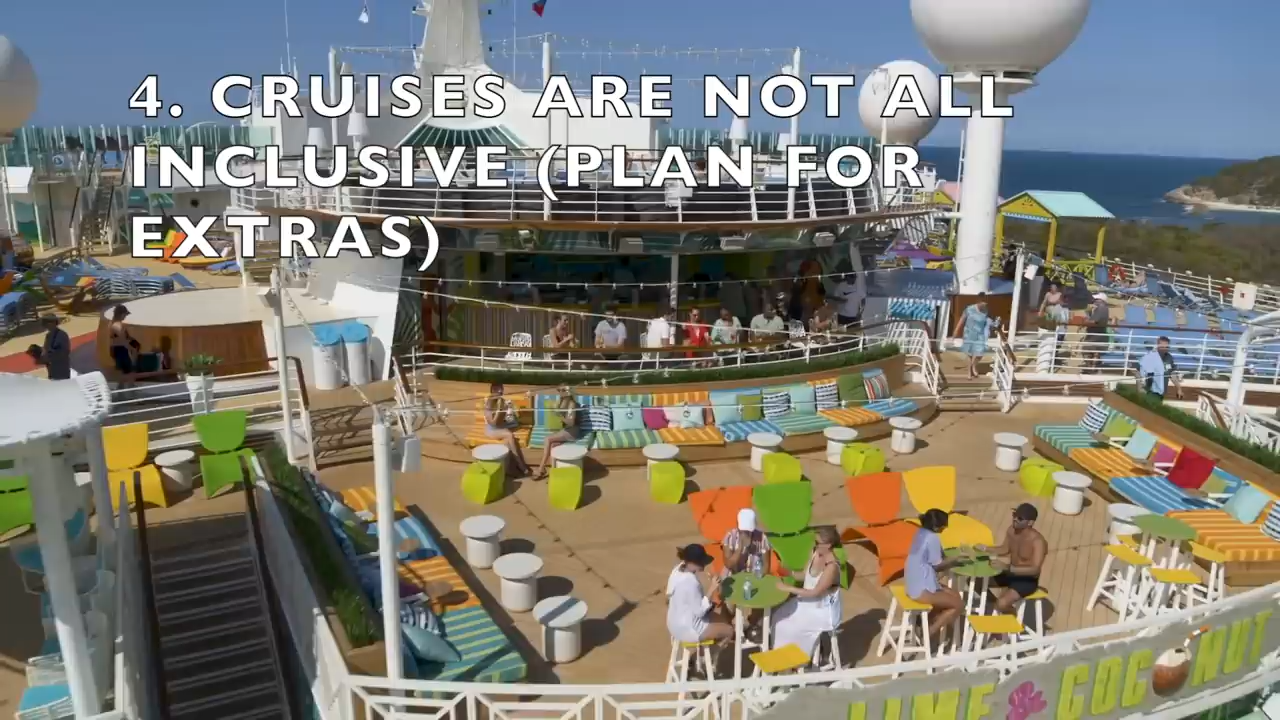 4. CRUISES ARE NOT ALL
INCLUSIVE (PLAN FOR
EXTRAS)
LIME COCONUT